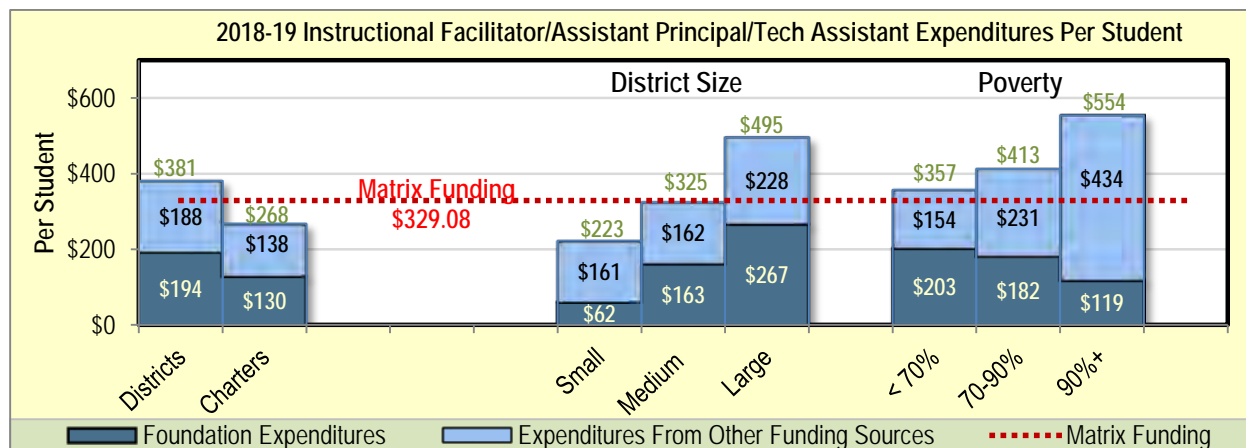 2018-19 Instructional Facilitator/Assistant Principal/Tech Assistant Expenditures Per Student
District Size
Poverty
Per Student
$600
$400
$200
$0
$381
$188
$194
$268
$138
$130
Matrix Funding
$329.08
$223
$161
$62
$325
$162
$163
$495
$228
$267
$357
$154
$203
$413
$231
$182
$554
$434
$119
Districts
Charters
Small
Medium
Large
< 70%
70-90%
90%+
Foundation Expenditures
Expenditures From Other Funding Sources
Matrix Funding